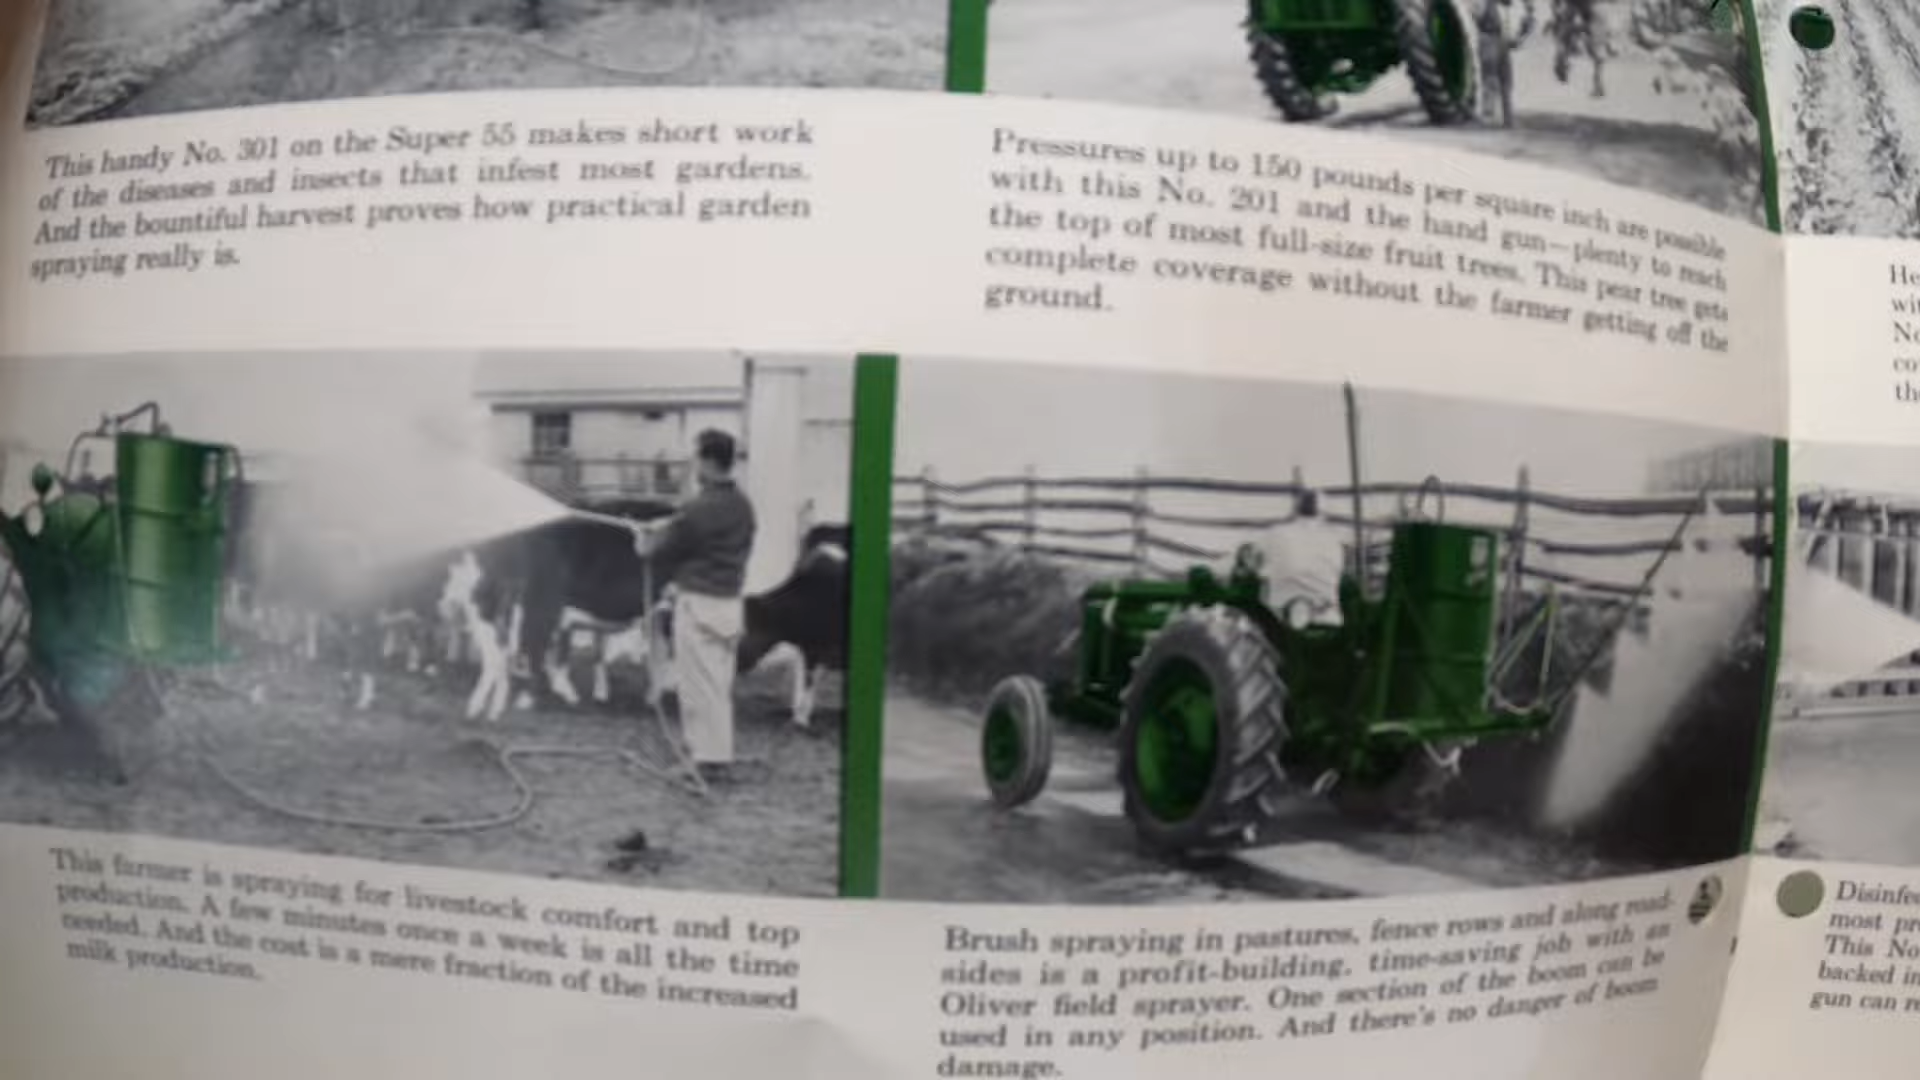 This handy No. 301 on the Super 55 makes short work
of the diseases and insects that infest most gardens.
And the bountiful harvest proves how practical garden
spraying really is.
Pressures up to 150 pounds per square inch are possible
with this No. 201 and the hand gun—plenty to reach
the top of most full-size fruit trees. This pear tree gets
complete coverage without the farmer getting off the
ground.
This farmer is spraying for livestock comfort and top
production. A few minutes once a week is all the time
needed. And the cost is a mere fraction of the increased
milk production.
Brush spraying in pastures, fence rows and along road-
sides is a profit-building, time-saving job with an
Oliver field sprayer. One section of the boom can be
used in any position. And there's no danger of boom
damage.
He
wit
No
co
the
Disinfe
most pr
This No
backed in
gun can r